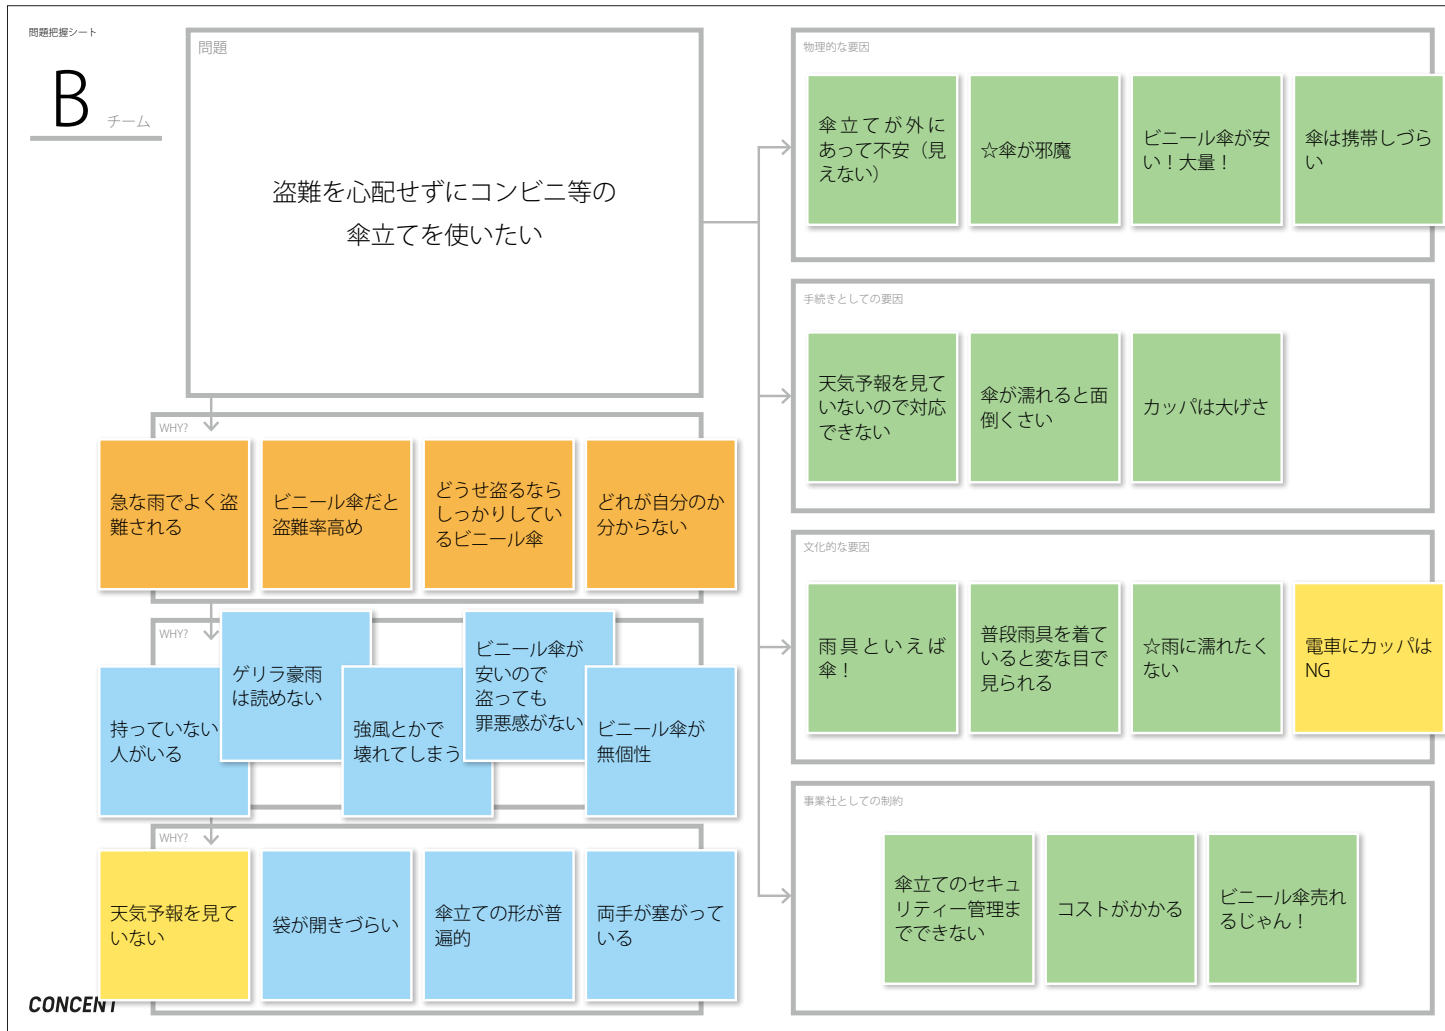 問題把握シート
B チーム
問題
盗難を心配せずにコンビニ等の
傘立てを使いたい
WHY?
急な雨でよく盗
難される
ビニール傘だと
盗難率高め
どうせ盗るなら
しっかりしてい
るビニール傘
どれが自分のか
分からない
WHY?
持っていない
人がいる
ゲリラ豪雨
は読めない
強風とかで
壊れてしまう
ビニール傘が
安いので
盗っても
罪悪感がない
ビニール傘が
無個性
WHY?
天気予報を見て
いない
袋が開きづらい
傘立ての形が普
遍的
両手が塞がって
いる
物理的な要因
傘立てが外に
あって不安（見
えない）
☆傘が邪魔
ビニール傘が安
い！大量！
傘は携帯しづら
い
手続きとしての要因
天気予報を見て
いないので対応
できない
傘が濡れると面
倒くさい
カッパは大げさ
文化的な要因
雨具といえば
傘！
普段雨具を着て
いると変な目で
見られる
☆雨に濡れたく
ない
電車にカッパは
NG
事業社としての制約
傘立てのセキュ
リティー管理ま
でできない
コストがかかる
ビニール傘売れ
るじゃん！
CONCENT